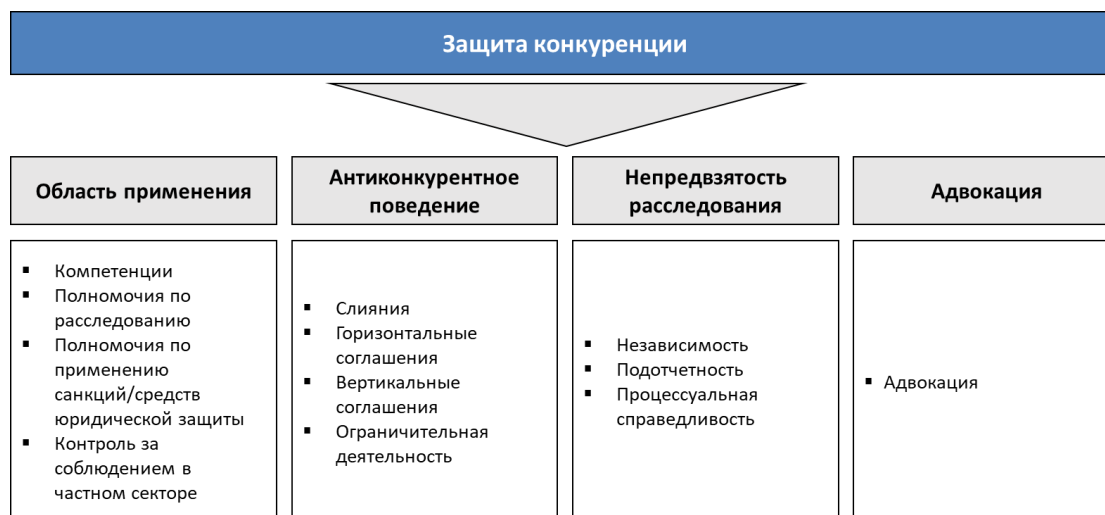 Защита конкуренции
Область применения
Антиконкурентное
поведение
Непредвзятость
расследования
Адвокация
▪ Компетенции
▪ Полномочия по
расследованию
▪ Полномочия по
применению
санкций/средств
юридической защиты
▪ Контроль за
соблюдением в
частном секторе
▪ Слияния
▪ Горизонтальные
соглашения
▪ Вертикальные
соглашения
▪ Ограничительная
деятельность
▪ Независимость
▪ Подотчетность
▪ Процессуальная
справедливость
▪ Адвокация